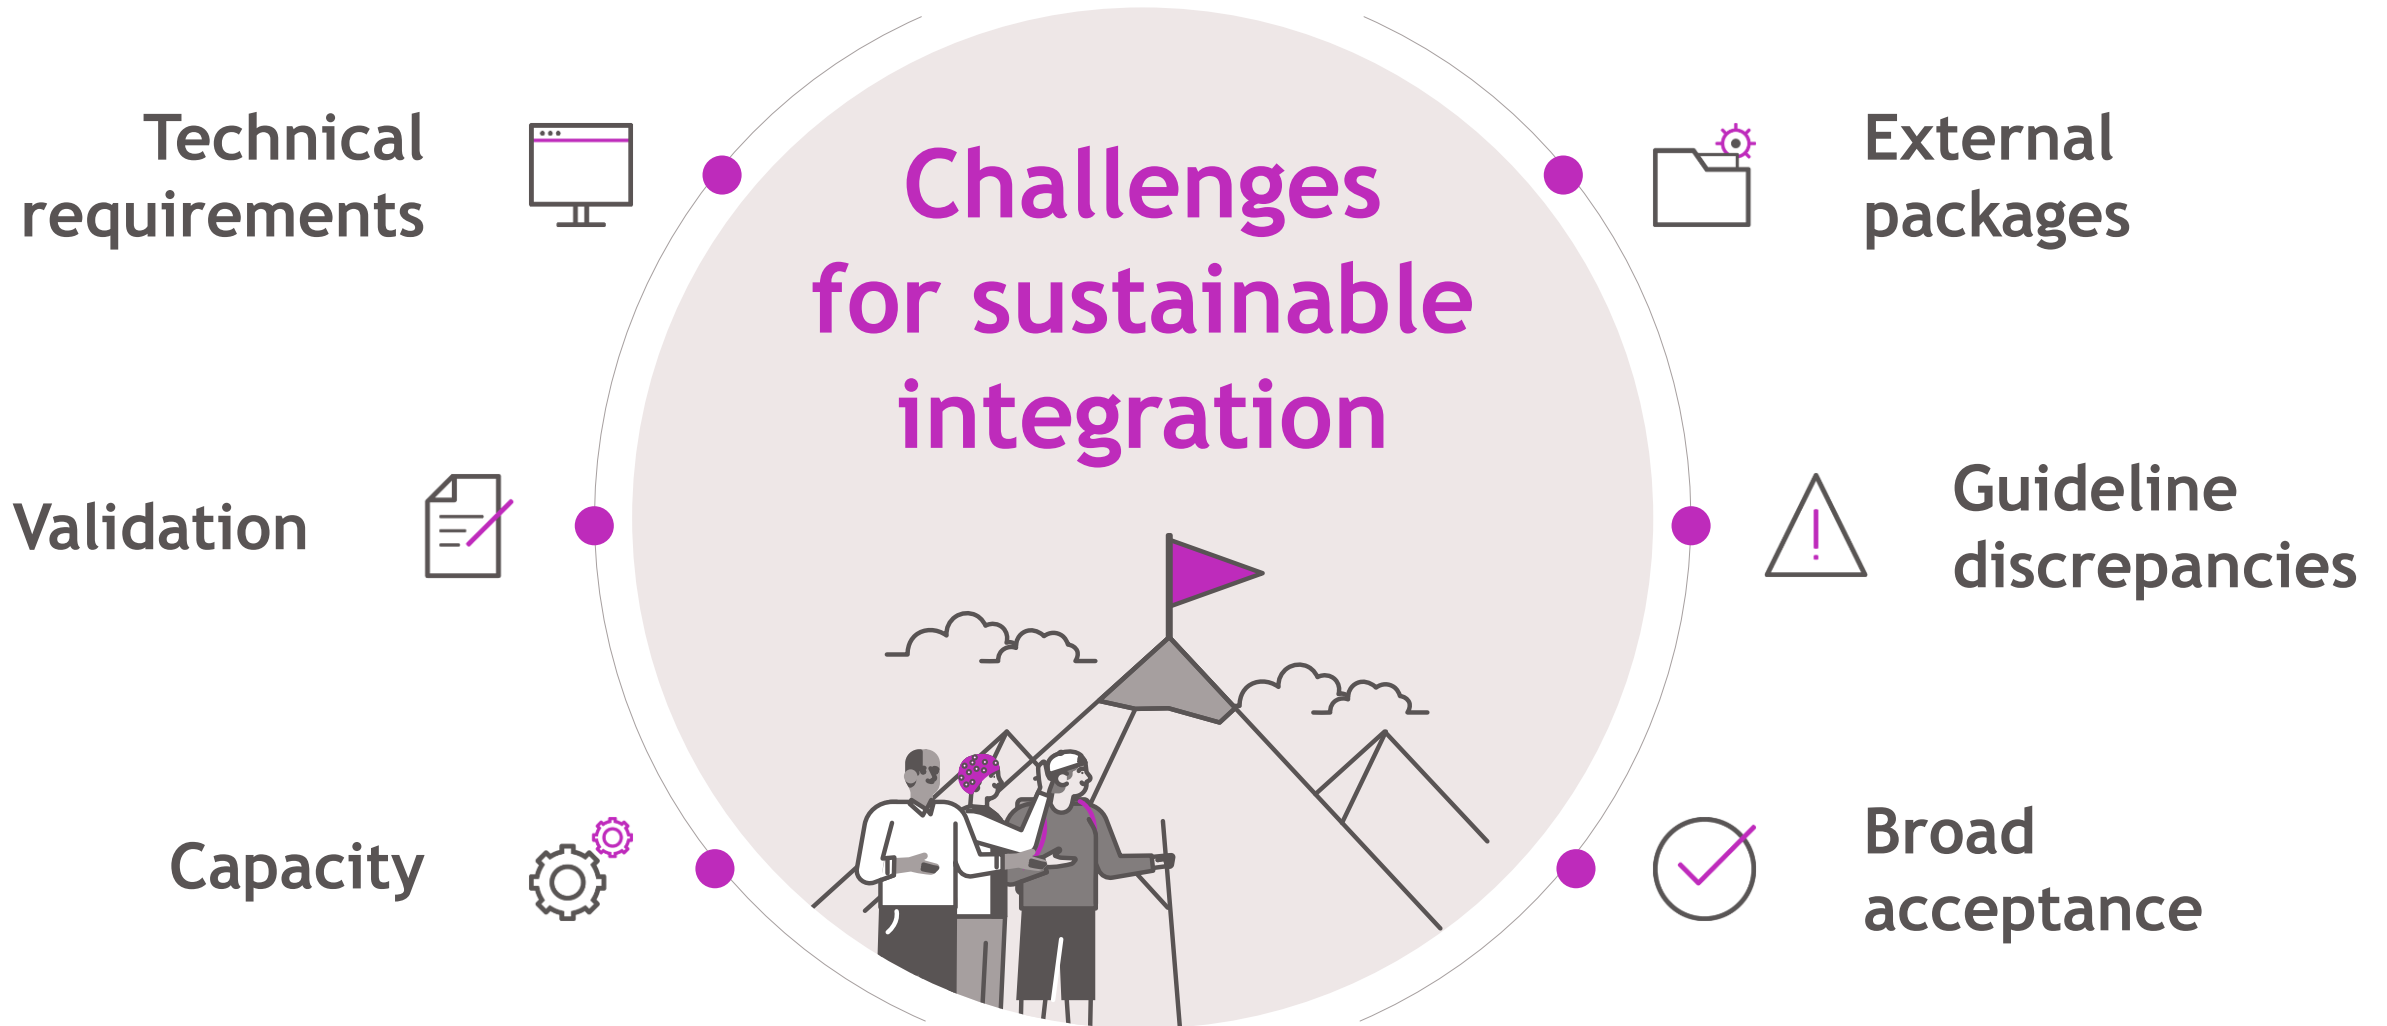 Challenges
for sustainable
integration
Technical
requirements
Validation
Capacity
External
packages
Guideline
discrepancies
Broad
acceptance